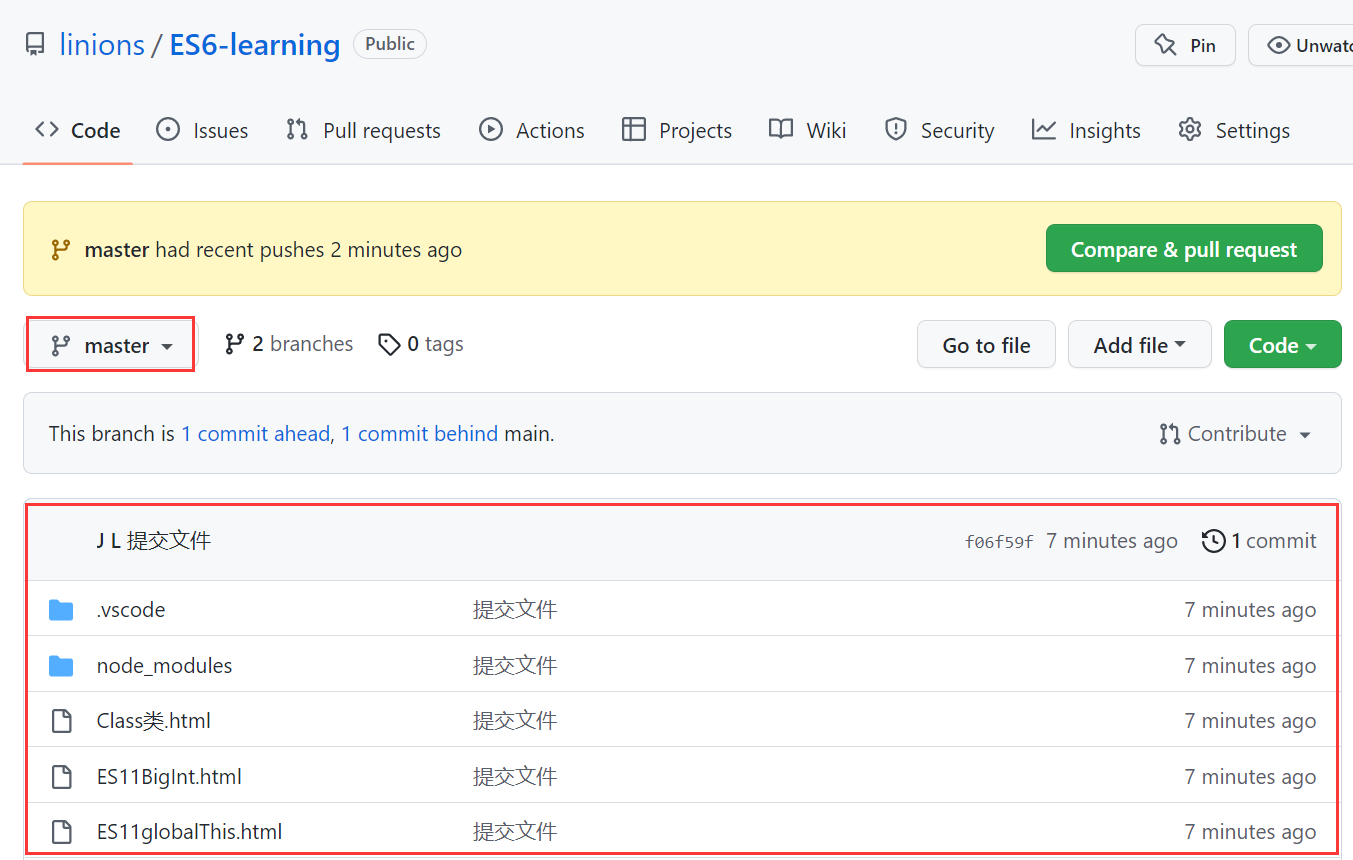 linions / ES6-learning Public Pin Unwatc
Code Issues Pull requests Actions Projects Wiki Security Insights Settings
master had recent pushes 2 minutes ago Compare & pull request
master 2 branches 0 tags Go to file Add file Code
This branch is 1 commit ahead, 1 commit behind main. Contribute
J L 提交文件 f06f59f 7 minutes ago 1 commit
.vscode 提交文件 7 minutes ago
node_modules 提交文件 7 minutes ago
Class类.html 提交文件 7 minutes ago
ES11BigInt.html 提交文件 7 minutes ago
ES11globalThis.html 提交文件 7 minutes ago